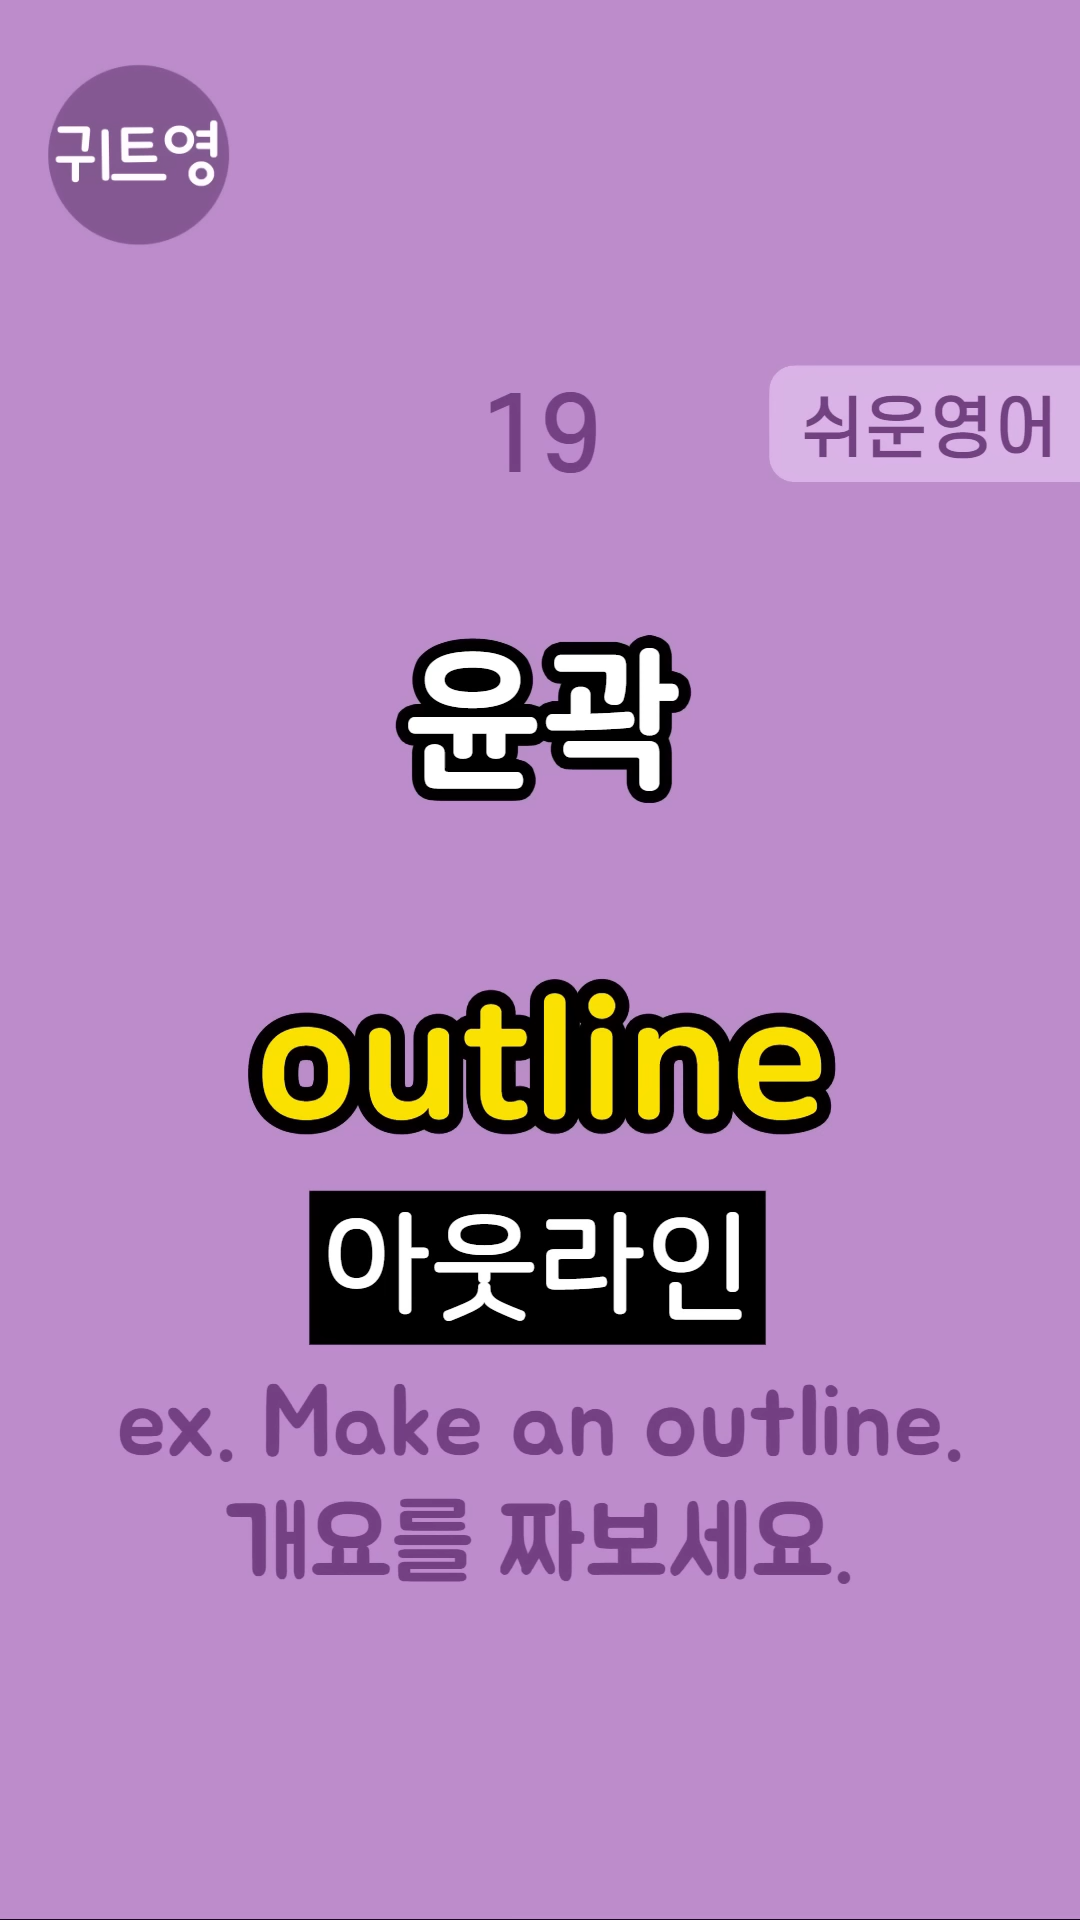 귀트영
19
쉬운영어
윤곽
outline
아웃라인
ex. Make an outline.
개요를 짜보세요.